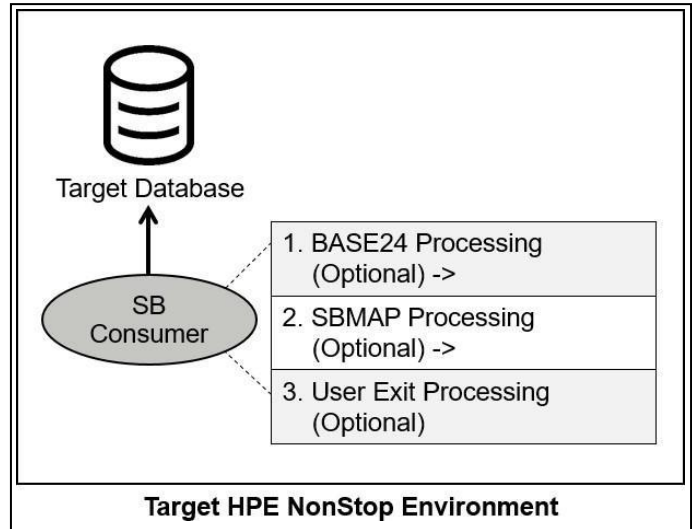 Target Database
SB
Consumer
1. BASE24 Processing
(Optional) ->
2. SBMAP Processing
(Optional) ->
3. User Exit Processing
(Optional)
Target HPE NonStop Environment